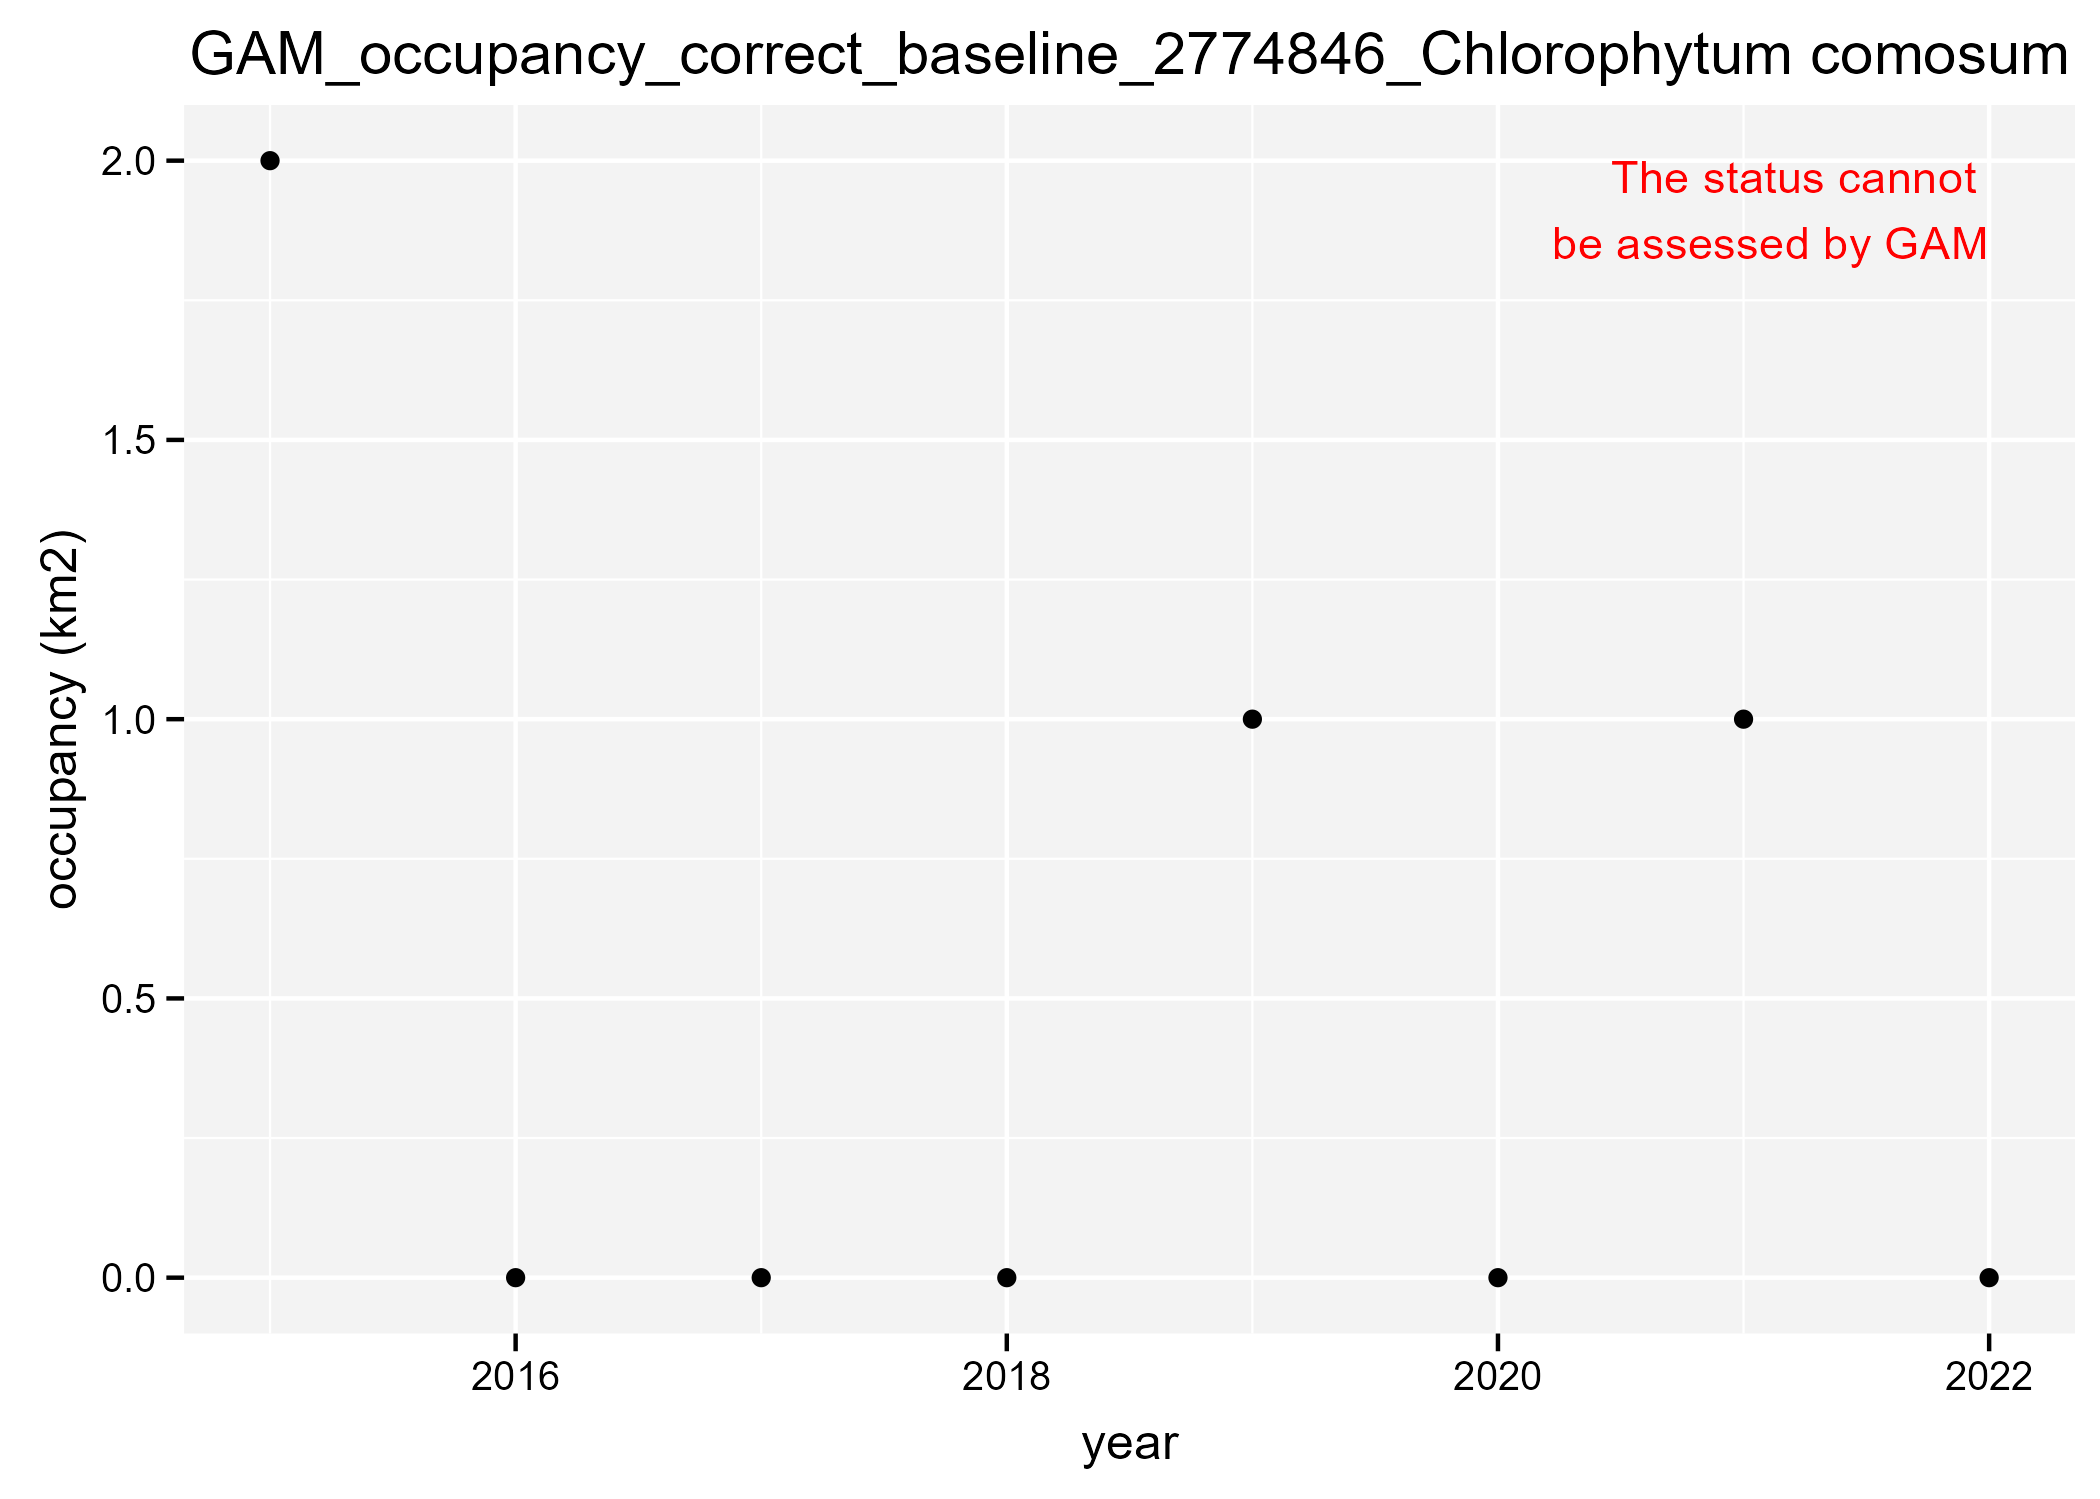 GAM_occupancy_correct_baseline_2774846_Chlorophytum comosum
2.0
The status cannot
be assessed by GAM
1.5
occupancy (km2)
1.0
0.5
0.0
2016 2018 2020 2022
year